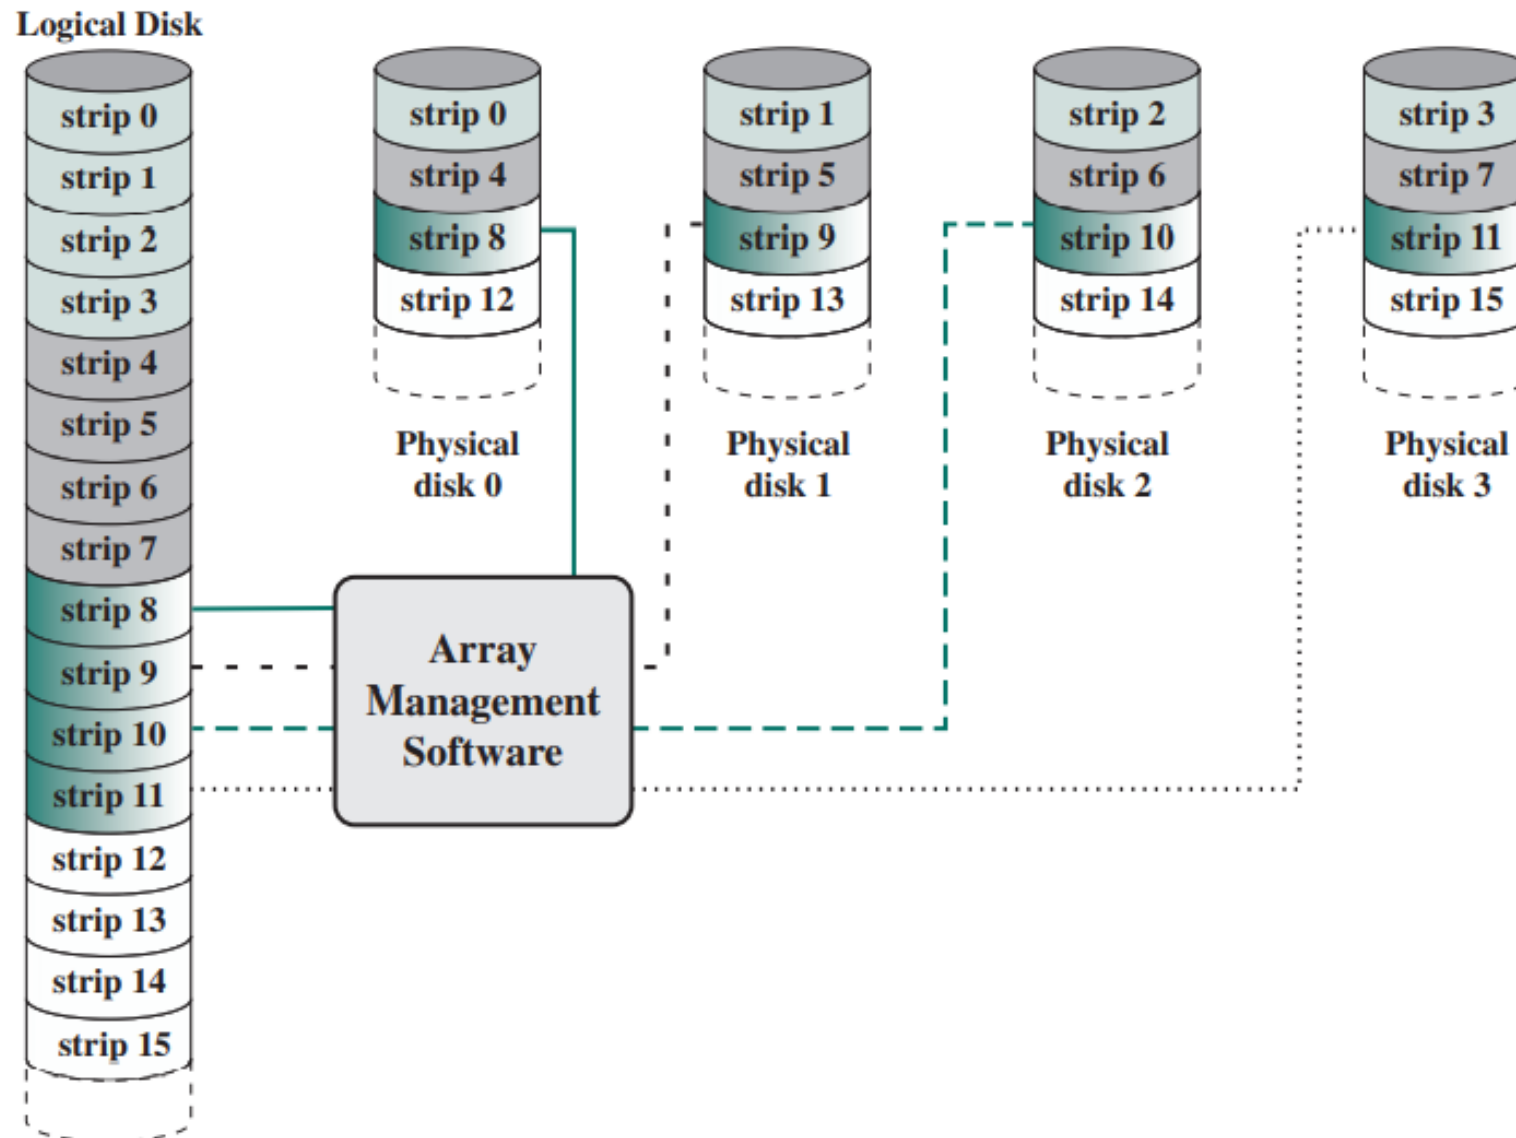 Logical Disk
strip 0
strip 1
strip 2
strip 3
strip 4
strip 5
strip 6
strip 7
strip 8
strip 9
strip 10
strip 11
strip 12
strip 13
strip 14
strip 15
strip 0
strip 4
strip 8
strip 12
Physical
disk 0
strip 1
strip 5
strip 9
strip 13
Physical
disk 1
strip 2
strip 6
strip 10
strip 14
Physical
disk 2
strip 3
strip 7
strip 11
strip 15
Physical
disk 3
Array
Management
Software